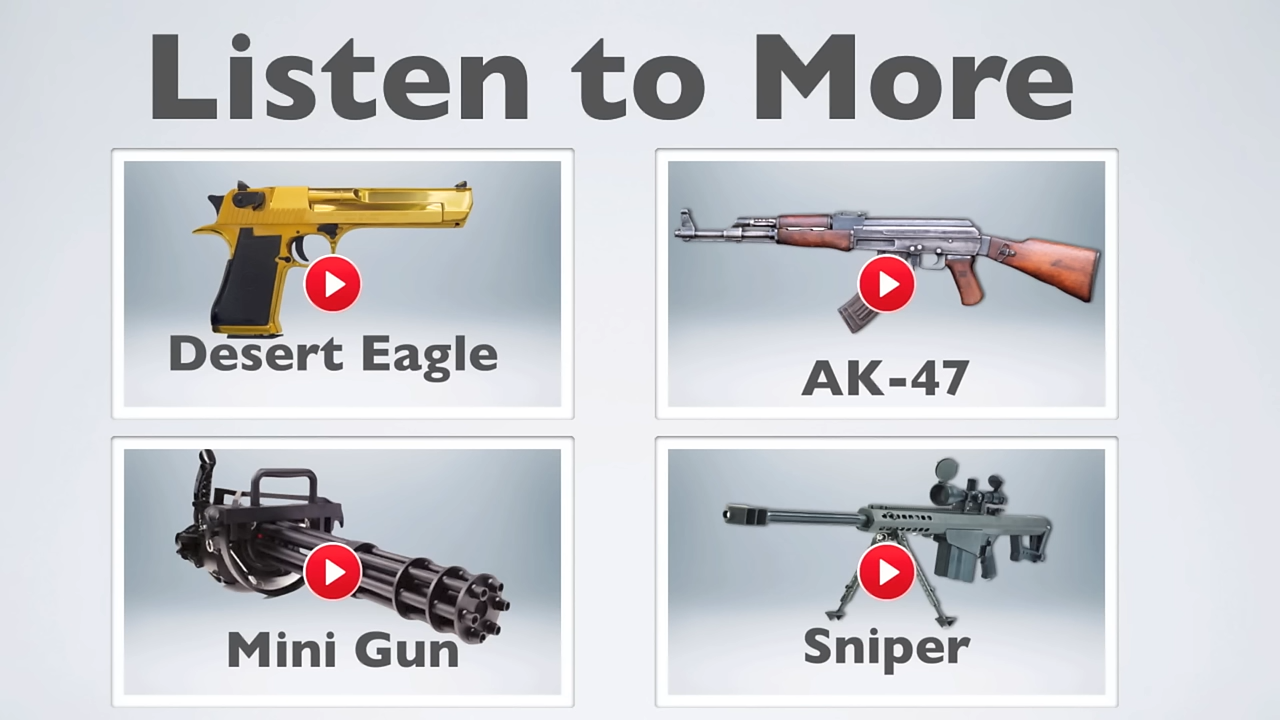 Listen to More
Desert Eagle
AK-47
Mini Gun
Sniper